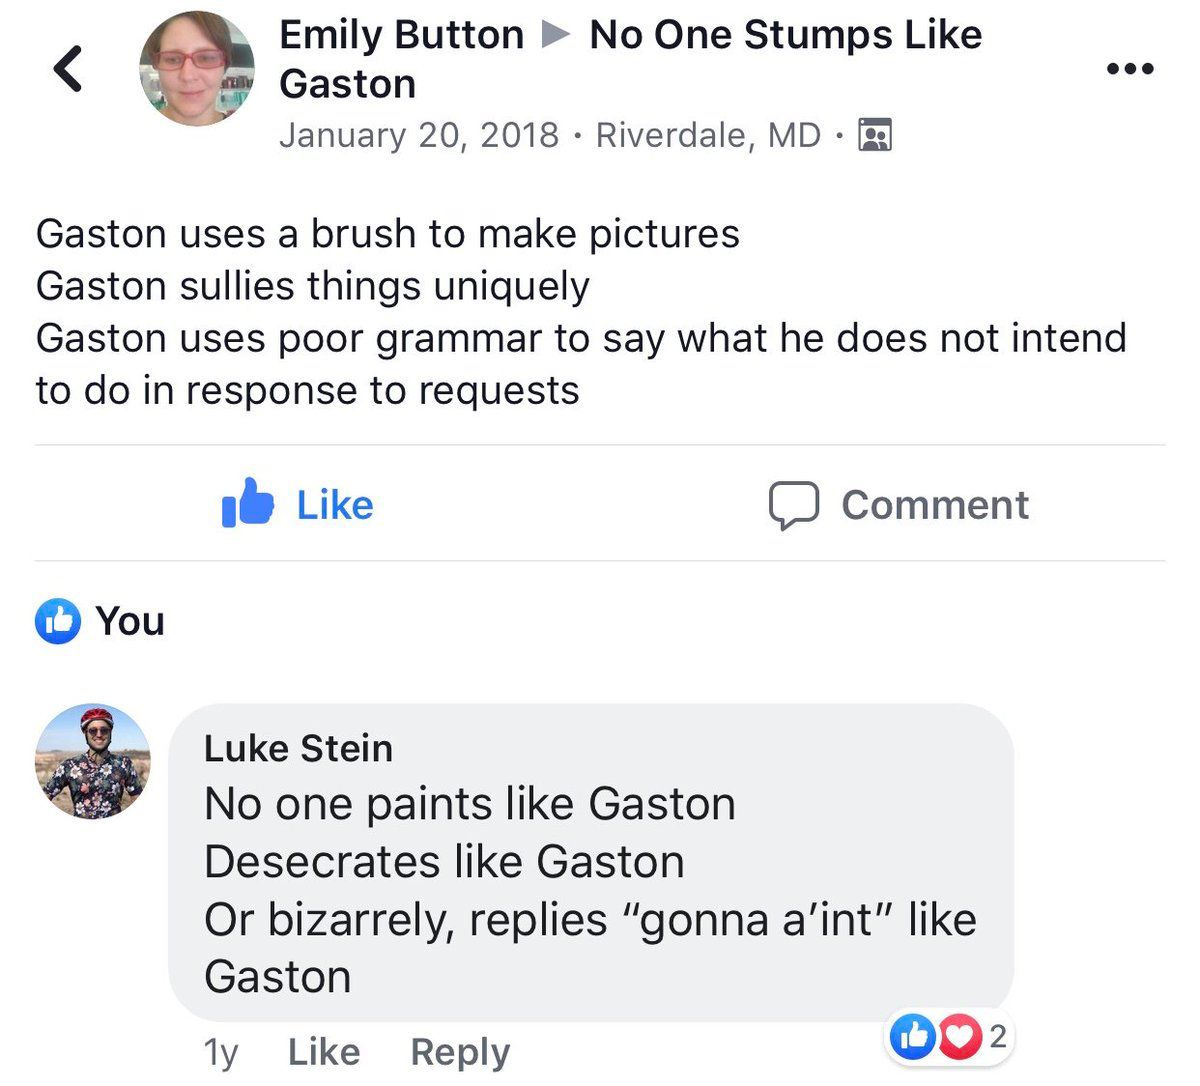 Emily Button ▶ No One Stumps Like
Gaston
January 20, 2018 · Riverdale, MD ·
Gaston uses a brush to make pictures
Gaston sullies things uniquely
Gaston uses poor grammar to say what he does not intend
to do in response to requests
Like
Comment
You
Luke Stein
No one paints like Gaston
Desecrates like Gaston
Or bizarrely, replies “gonna a’int” like
Gaston
1y Like Reply
2